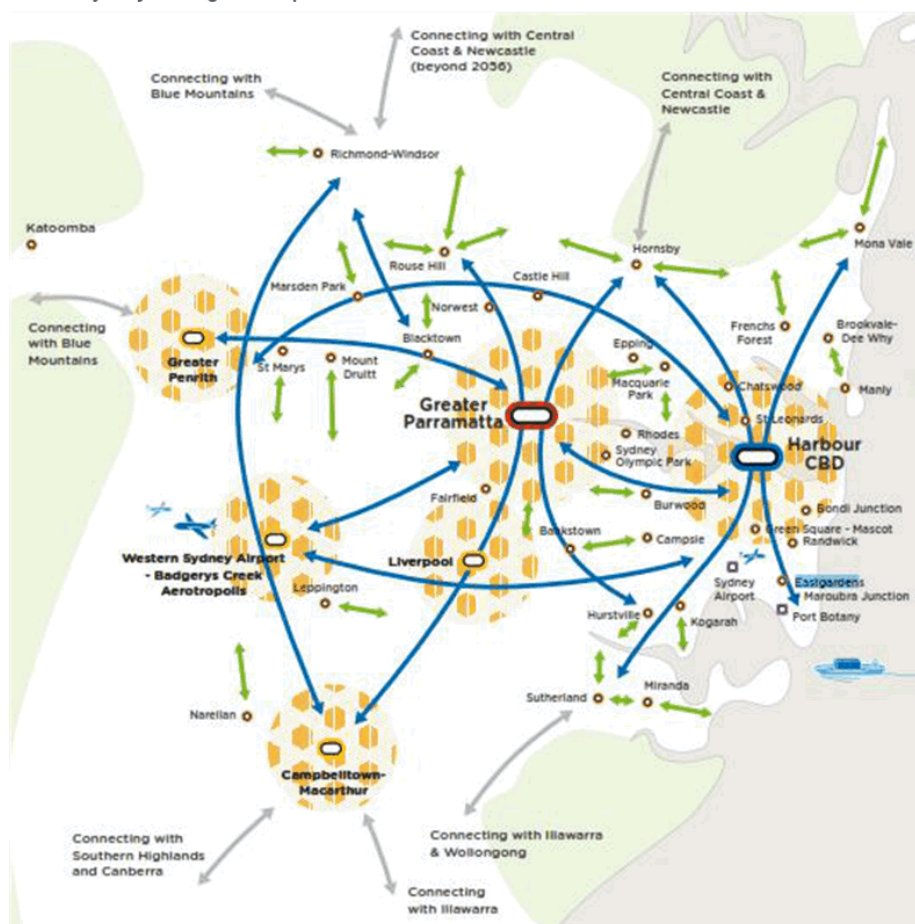 Connecting with Central
Coast & Newcastle
(beyond 2056)
Connecting with
Blue Mountains
Connecting with
Central Coast &
Newcastle
Richmond-Windsor
Katoomba
Mona Vale
Hornsby
Rouse Hill
Castle Hill
Marsden Park
Norwest
Connecting
with Blue
Mountains
Frenchs
Forest
Brookvale-
Dee Why
Blacktown
Epping
Greater
Penrith
St Marys
Mount
Druitt
Macquarie
Park
Chatswood
Manly
Greater
Parramatta
St Leonards
Rhodes
Harbour
CBD
Sydney
Olympic Park
Fairfield
Burwood
Bondi Junction
Bankstown
Campsie
Green Square - Mascot
Randwick
Western Sydney Airport
- Badgerys Creek
Aerotropolis
Liverpool
Leppington
Sydney
Airport
Eastgardens
Maroubra Junction
Hurstville
Kogarah
Port Botany
Narellan
Sutherland
Miranda
Campbelltown-
Macarthur
Connecting with
Southern Highlands
and Canberra
Connecting with Illawarra
& Wollongong
Connecting
with Illawarra